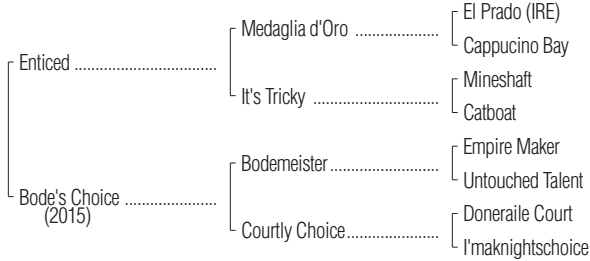 El Prado (IRE)
Medaglia d'Oro ..................
Cappucino Bay
Enticed ..................................
Mineshaft
It's Tricky ...........................
Catboat
Empire Maker
Bodemeister........................
Untouched Talent
Bode's Choice ......................
(2015)
Doneraile Court
Courtly Choice....................
I'maknightschoice